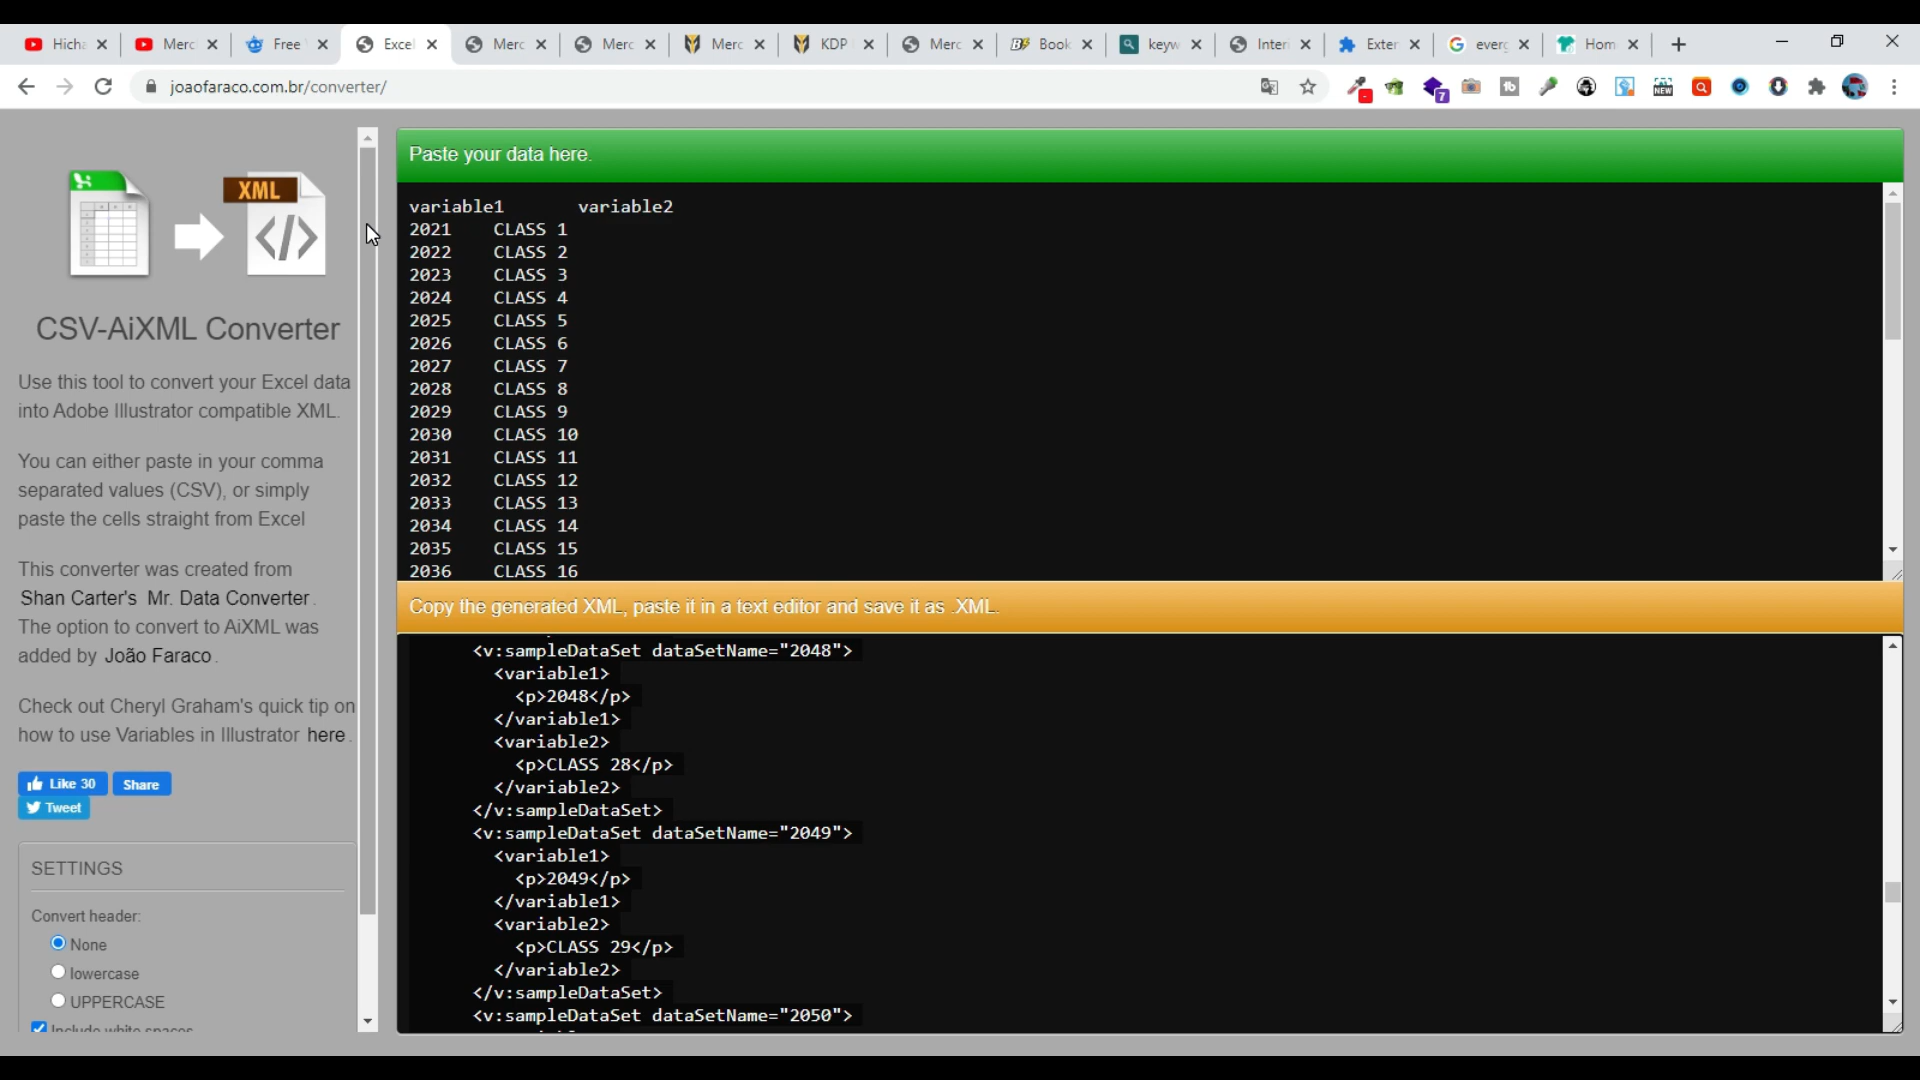 Hicha
Merc
Free
Excel
Merc
Merc
Merc
KDP
Merc
Book
keyw
Interi
Exter
everg
Hom
joaofaraco.com.br/converter/
XML
CSV-AiXML Converter
Use this tool to convert your Excel data
into Adobe Illustrator compatible XML.
You can either paste in your comma
separated values (CSV), or simply
paste the cells straight from Excel
This converter was created from
Shan Carter's Mr. Data Converter.
The option to convert to AiXML was
added by João Faraco.
Check out Cheryl Graham's quick tip on
how to use Variables in Illustrator here.
Like 30 Share
Tweet
SETTINGS
Convert header:
None
lowercase
UPPERCASE
Include white spaces
Paste your data here.
variable1 variable2
2021 CLASS 1
2022 CLASS 2
2023 CLASS 3
2024 CLASS 4
2025 CLASS 5
2026 CLASS 6
2027 CLASS 7
2028 CLASS 8
2029 CLASS 9
2030 CLASS 10
2031 CLASS 11
2032 CLASS 12
2033 CLASS 13
2034 CLASS 14
2035 CLASS 15
2036 CLASS 16
Copy the generated XML, paste it in a text editor and save it as .XML.
<v:sampleDataSet dataSetName="2048">
<variable1>
<p>2048</p>
</variable1>
<variable2>
<p>CLASS 28</p>
</variable2>
</v:sampleDataSet>
<v:sampleDataSet dataSetName="2049">
<variable1>
<p>2049</p>
</variable1>
<variable2>
<p>CLASS 29</p>
</variable2>
</v:sampleDataSet>
<v:sampleDataSet dataSetName="2050">